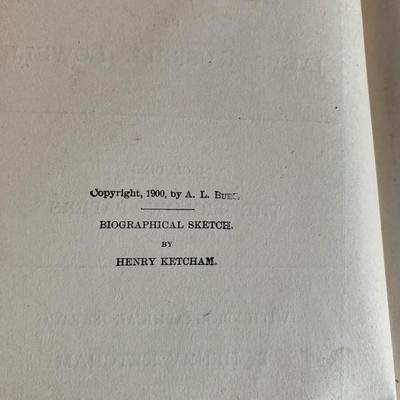 Copyright, 1900, by A. L. Burt.
BIOGRAPHICAL SKETCH.
BY
HENRY KETCHAM.